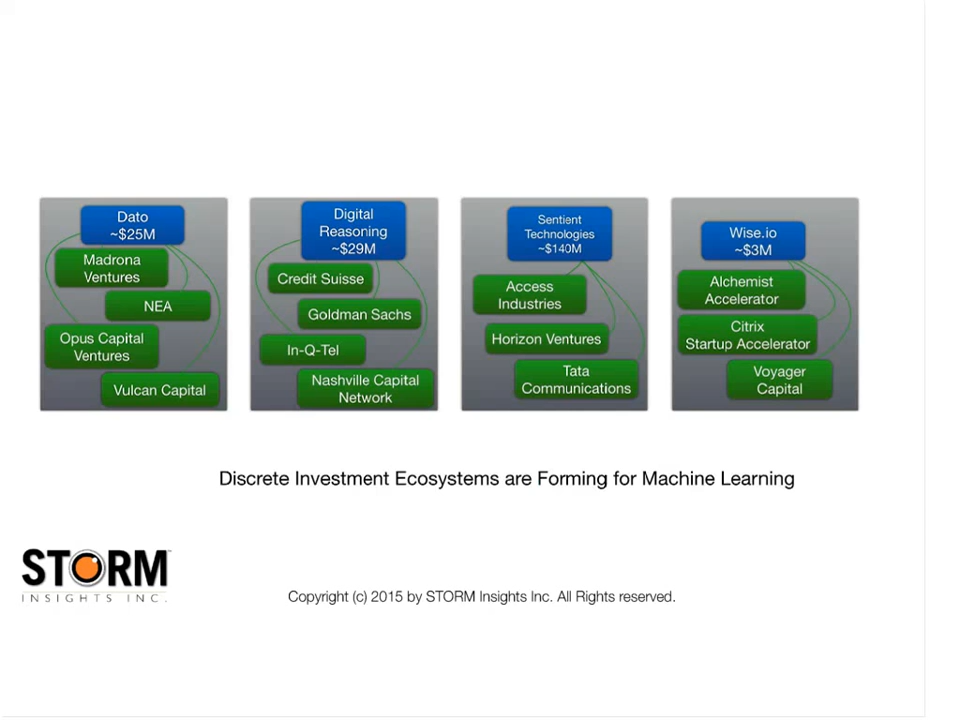 Dato
~$25M
Madrona
Ventures
NEA
Opus Capital
Ventures
Vulcan Capital
Digital
Reasoning
~$29M
Credit Suisse
Goldman Sachs
In-Q-Tel
Nashville Capital
Network
Sentient
Technologies
~$140M
Access
Industries
Horizon Ventures
Tata
Communications
Wise.io
~$3M
Alchemist
Accelerator
Citrix
Startup Accelerator
Voyager
Capital
Discrete Investment Ecosystems are Forming for Machine Learning
STORM™
INSIGHTS INC.
Copyright (c) 2015 by STORM Insights Inc. All Rights reserved.